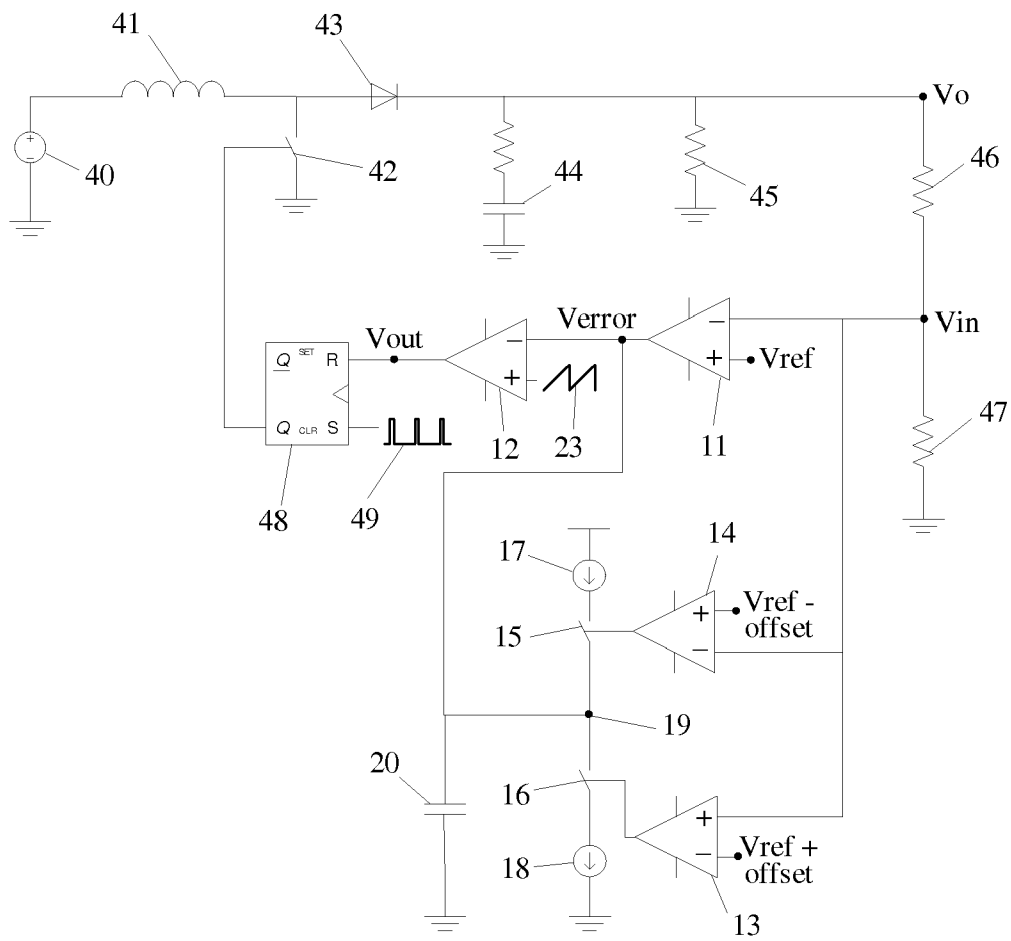 41
43
Vo
+
−
40
42
44
45
46
Verror
Vin
Vout
−
+
Vref
−
+
Q SET R
Q CLR S
12
23
11
47
48
49
17
14
+
−
Vref -
offset
15
19
20
16
18
+
−
Vref +
offset
13